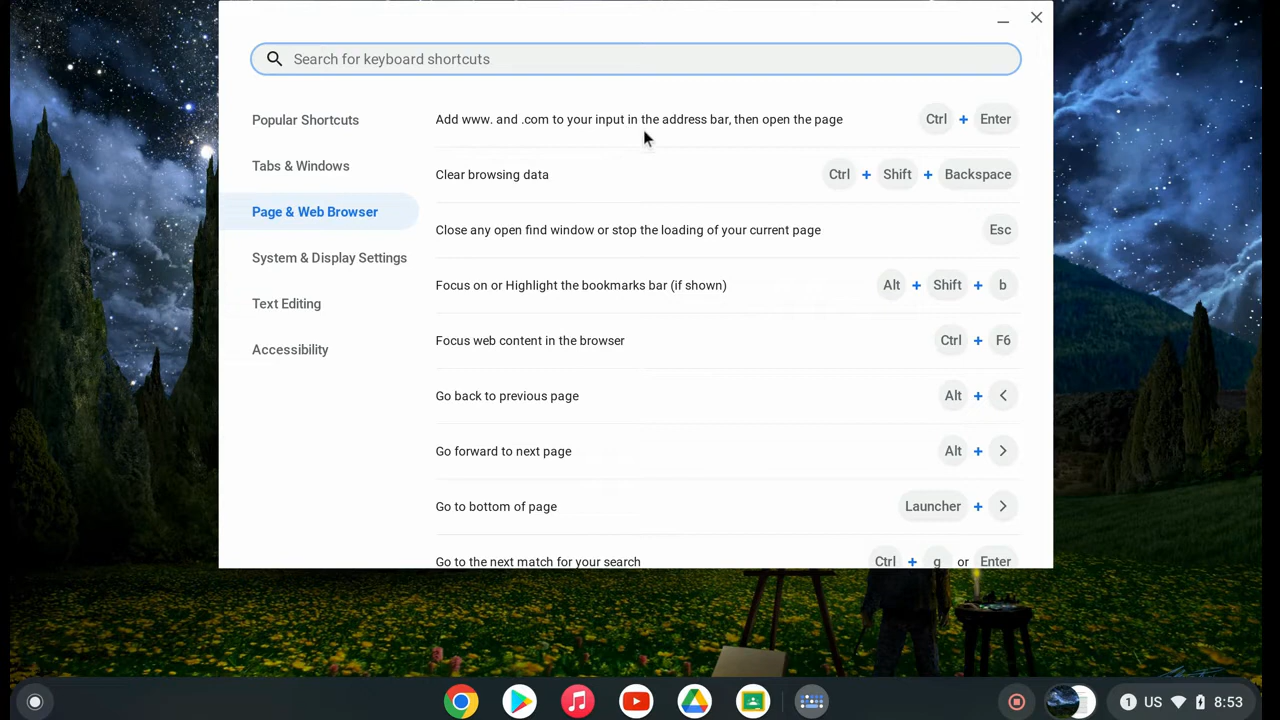 Search for keyboard shortcuts
Popular Shortcuts
Tabs & Windows
Page & Web Browser
System & Display Settings
Text Editing
Accessibility
Add www. and .com to your input in the address bar, then open the page Ctrl + Enter
Clear browsing data Ctrl + Shift + Backspace
Close any open find window or stop the loading of your current page Esc
Focus on or Highlight the bookmarks bar (if shown) Alt + Shift + b
Focus web content in the browser Ctrl + F6
Go back to previous page Alt + <
Go forward to next page Alt + >
Go to bottom of page Launcher + >
Go to the next match for your search Ctrl + g or Enter
1 US 8:53